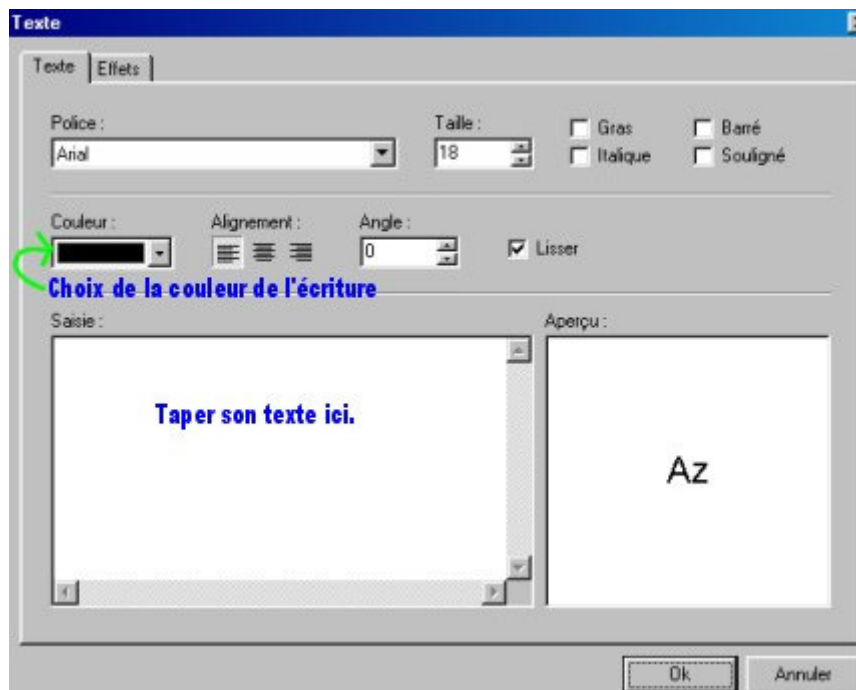 Texte
Texte Effets
Police : Taille : Gras Barré
Arial 18 Italique Souligné
Couleur : Alignement : Angle :
0 Lisser
Choix de la couleur de l'écriture
Saisie : Aperçu :
Taper son texte ici.
Az
Ok Annuler